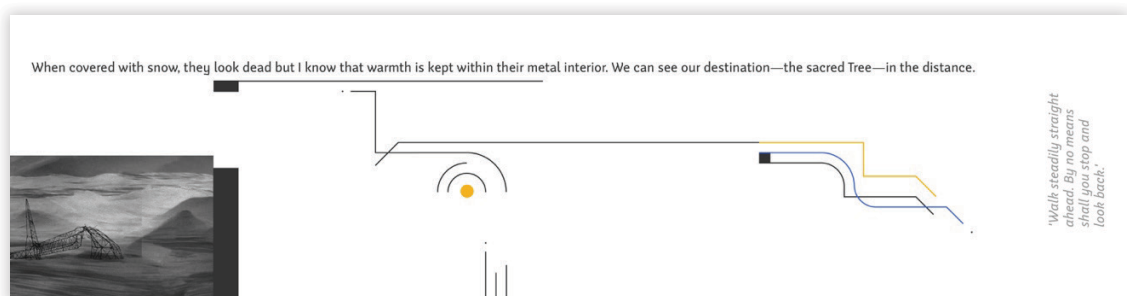 When covered with snow, they look dead but I know that warmth is kept within their metal interior. We can see our destination—the sacred Tree—in the distance.
'Walk steadily straight
ahead. By no means
shall you stop and
look back.'